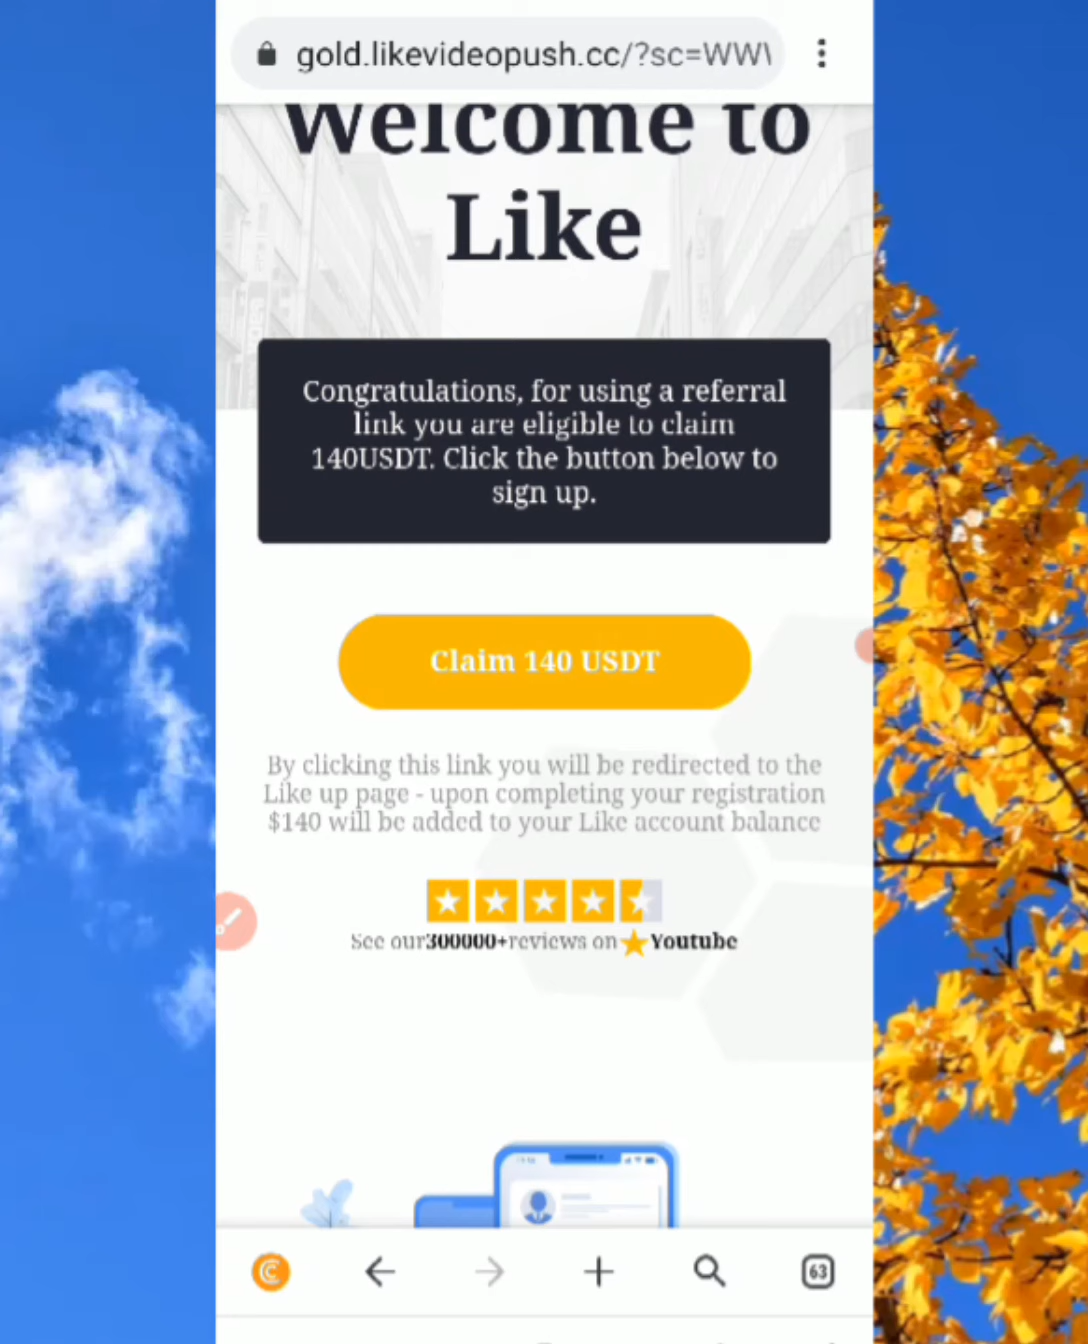 gold.likevideopush.cc/?sc=WW
Welcome to
Like
Congratulations, for using a referral
link you are eligible to claim
140USDT. Click the button below to
sign up.
Claim 140 USDT
By clicking this link you will be redirected to the
Like up page - upon completing your registration
$140 will be added to your Like account balance
See our300000+reviews on Youtube
63